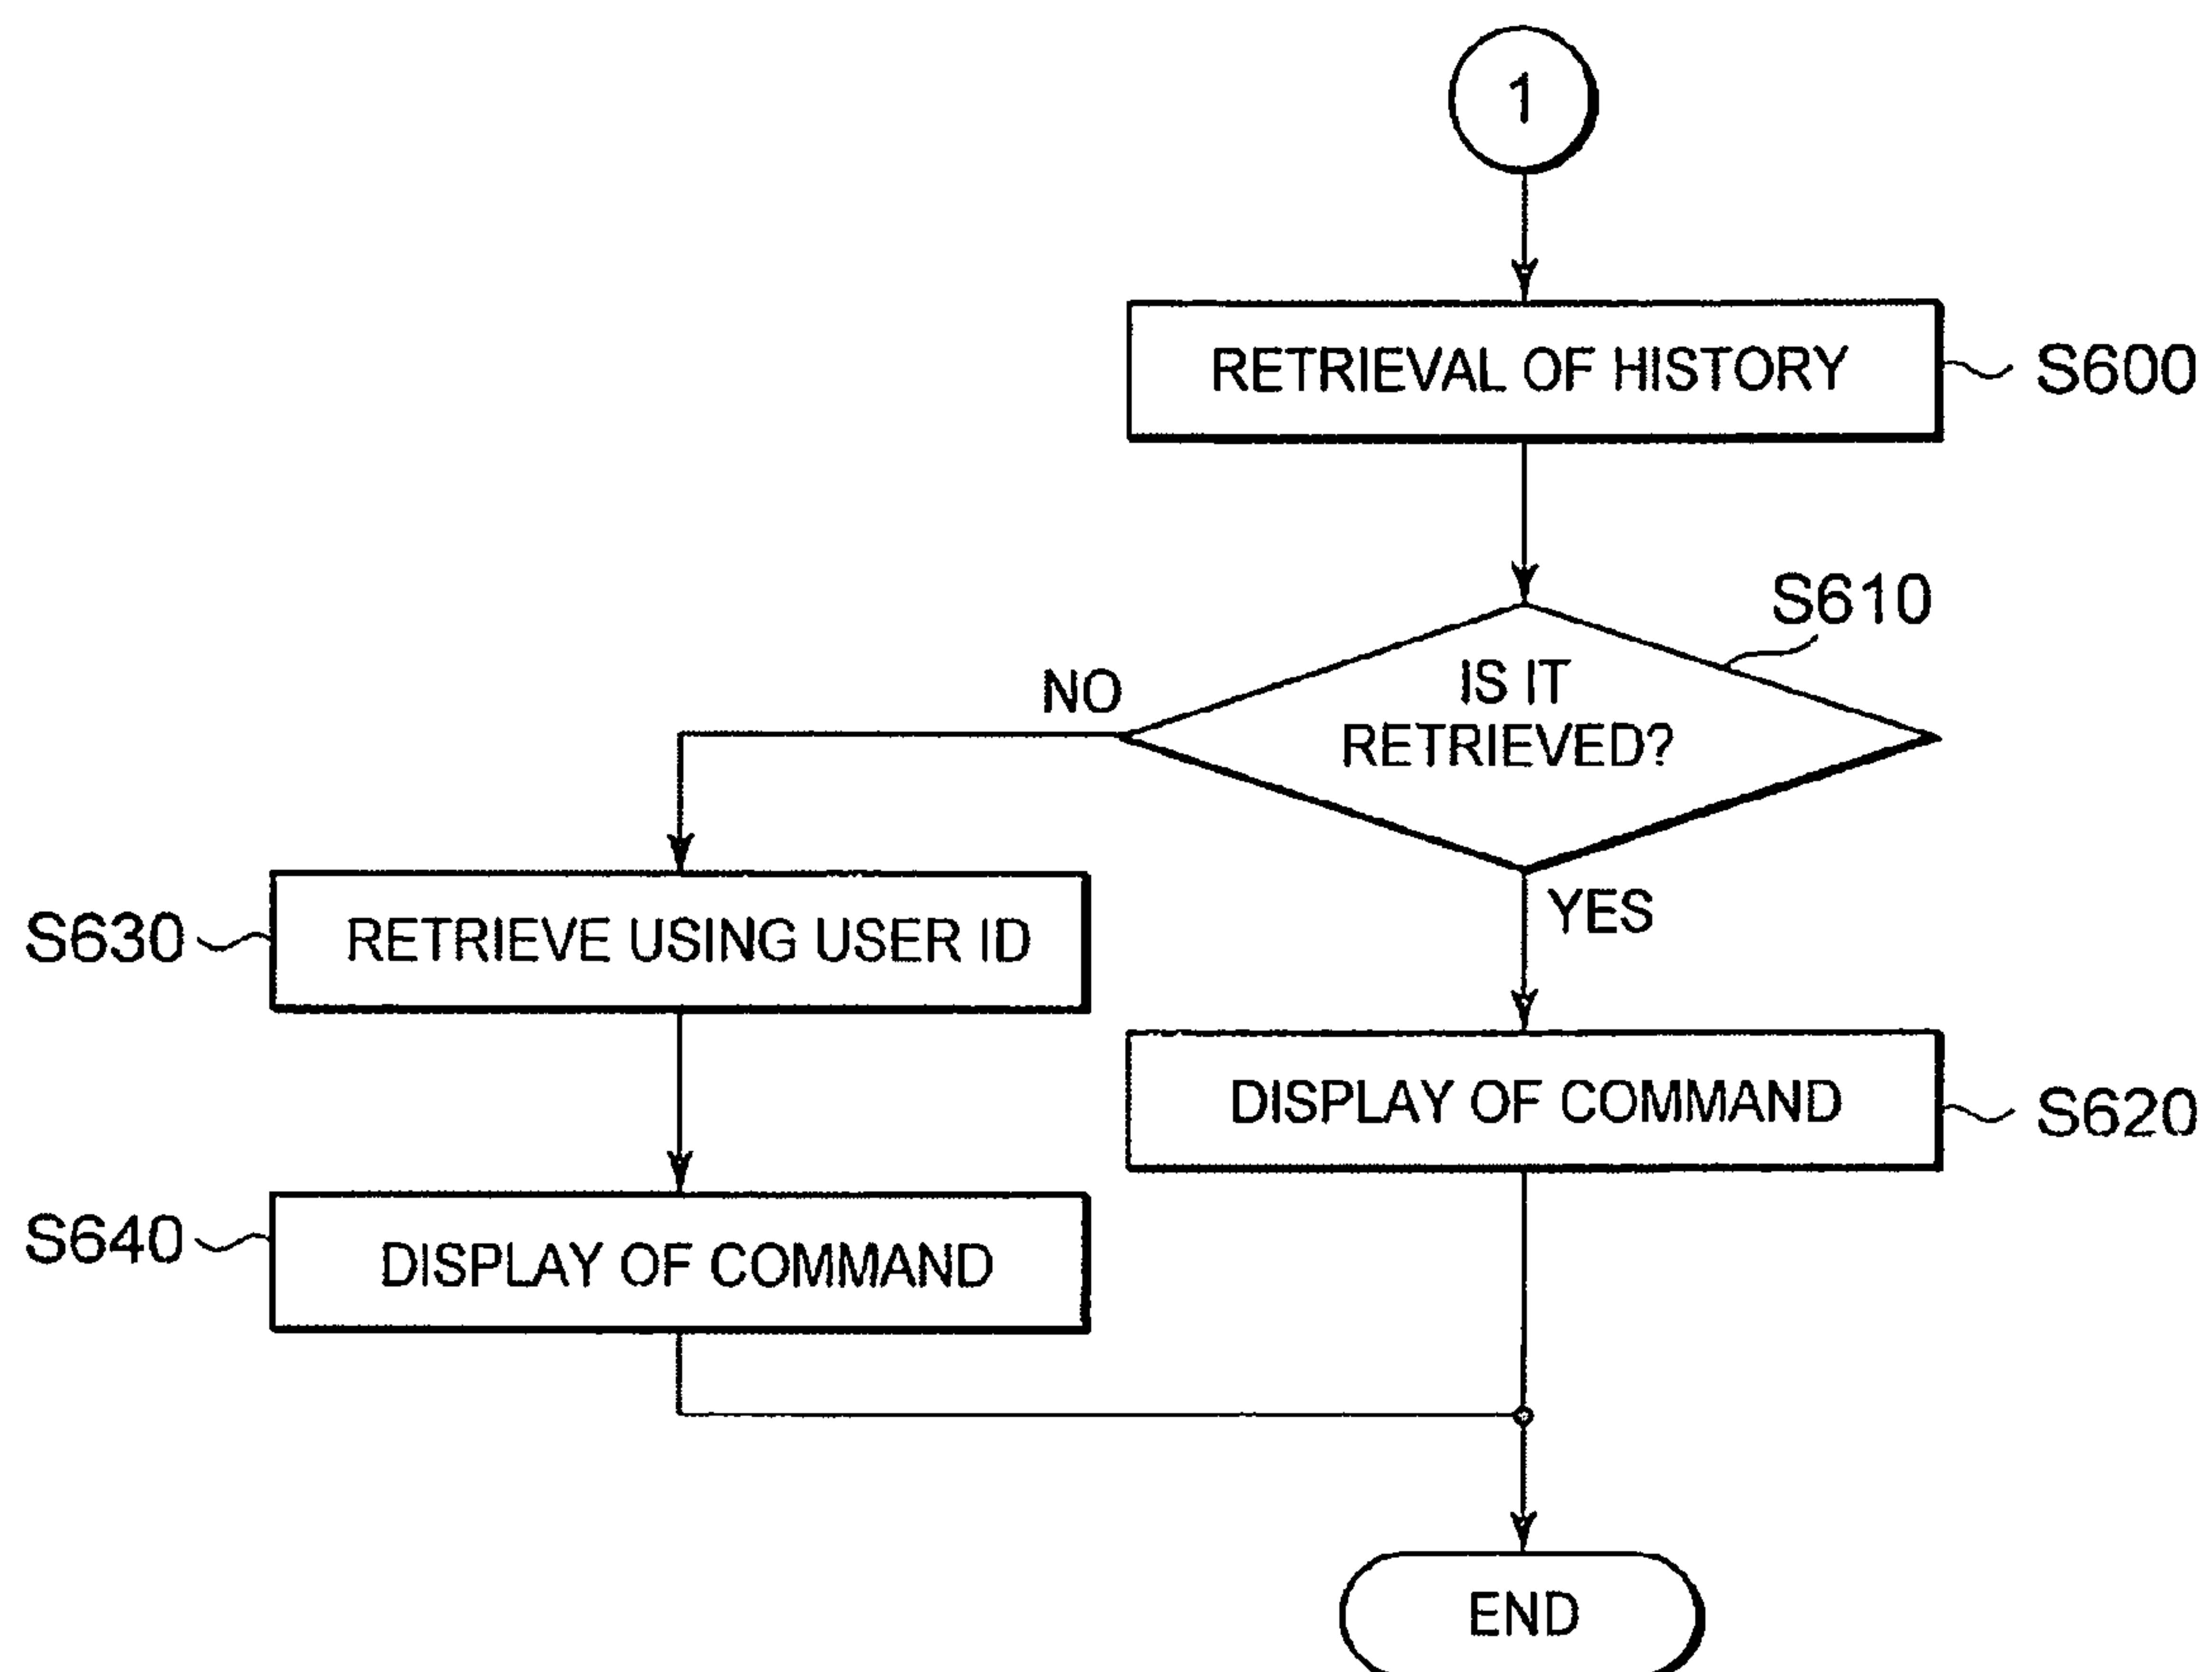 1
RETRIEVAL OF HISTORY
S600
S610
IS IT
RETRIEVED?
NO
YES
S630
RETRIEVE USING USER ID
DISPLAY OF COMMAND
S620
S640
DISPLAY OF COMMAND
END